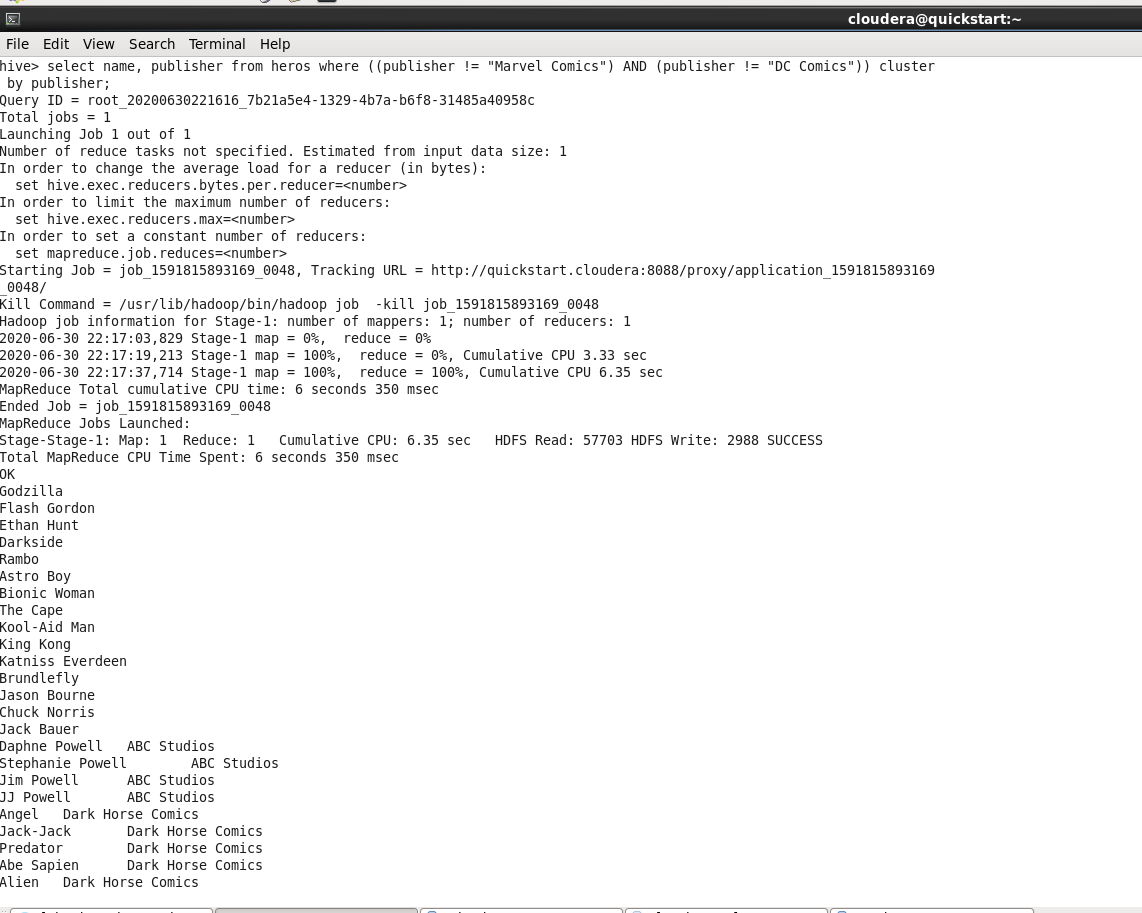 cloudera@quickstart:~
File Edit View Search Terminal Help
hive> select name, publisher from heros where ((publisher != "Marvel Comics") AND (publisher != "DC Comics")) cluster
 by publisher;
Query ID = root_20200630221616_7b21a5e4-1329-4b7a-b6f8-31485a40958c
Total jobs = 1
Launching Job 1 out of 1
Number of reduce tasks not specified. Estimated from input data size: 1
In order to change the average load for a reducer (in bytes):
  set hive.exec.reducers.bytes.per.reducer=<number>
In order to limit the maximum number of reducers:
  set hive.exec.reducers.max=<number>
In order to set a constant number of reducers:
  set mapreduce.job.reduces=<number>
Starting Job = job_1591815893169_0048, Tracking URL = http://quickstart.cloudera:8088/proxy/application_1591815893169
_0048/
Kill Command = /usr/lib/hadoop/bin/hadoop job  -kill job_1591815893169_0048
Hadoop job information for Stage-1: number of mappers: 1; number of reducers: 1
2020-06-30 22:17:03,829 Stage-1 map = 0%,  reduce = 0%
2020-06-30 22:17:19,213 Stage-1 map = 100%,  reduce = 0%, Cumulative CPU 3.33 sec
2020-06-30 22:17:37,714 Stage-1 map = 100%,  reduce = 100%, Cumulative CPU 6.35 sec
MapReduce Total cumulative CPU time: 6 seconds 350 msec
Ended Job = job_1591815893169_0048
MapReduce Jobs Launched:
Stage-Stage-1: Map: 1  Reduce: 1   Cumulative CPU: 6.35 sec   HDFS Read: 57703 HDFS Write: 2988 SUCCESS
Total MapReduce CPU Time Spent: 6 seconds 350 msec
OK
Godzilla
Flash Gordon
Ethan Hunt
Darkside
Rambo
Astro Boy
Bionic Woman
The Cape
Kool-Aid Man
King Kong
Katniss Everdeen
Brundlefly
Jason Bourne
Chuck Norris
Jack Bauer
Daphne Powell   ABC Studios
Stephanie Powell        ABC Studios
Jim Powell      ABC Studios
JJ Powell       ABC Studios
Angel   Dark Horse Comics
Jack-Jack       Dark Horse Comics
Predator        Dark Horse Comics
Abe Sapien      Dark Horse Comics
Alien   Dark Horse Comics